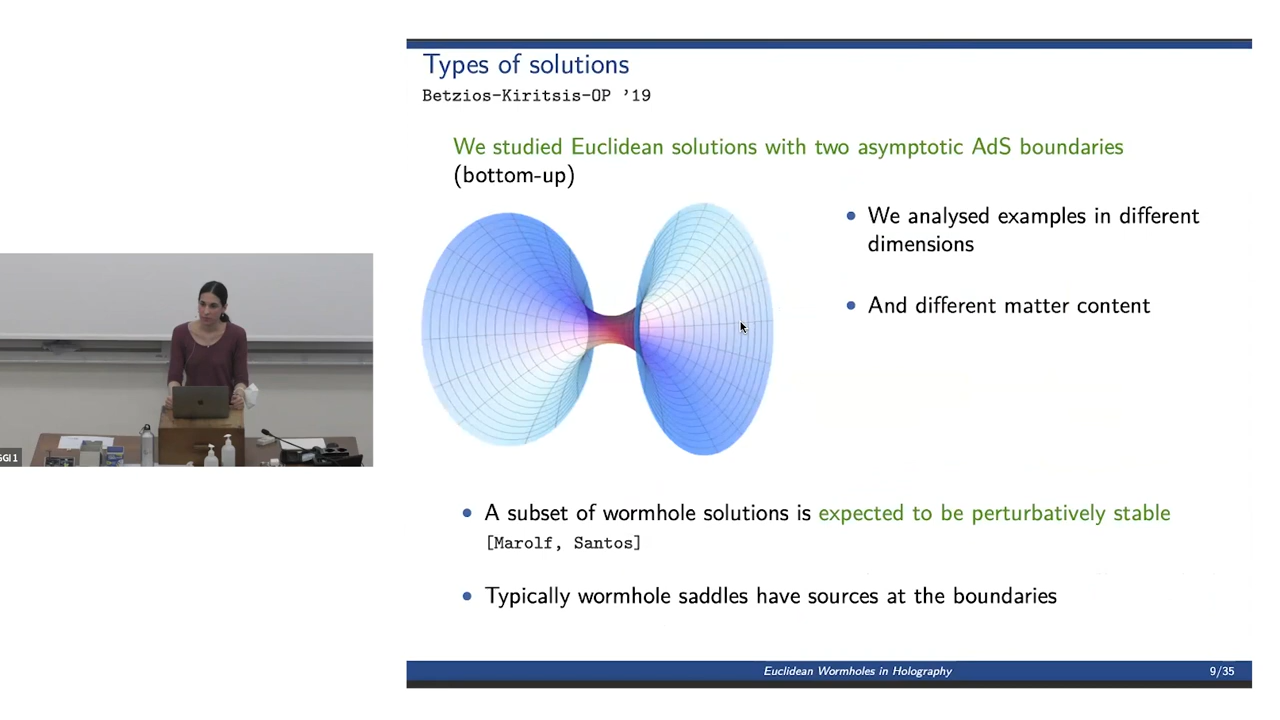 Types of solutions
Betzios-Kiritsis-OP '19
We studied Euclidean solutions with two asymptotic AdS boundaries
(bottom-up)
• We analysed examples in different
dimensions
• And different matter content
• A subset of wormhole solutions is expected to be perturbatively stable
[Marolf, Santos]
• Typically wormhole saddles have sources at the boundaries
Euclidean Wormholes in Holography
9/35
GGI 1